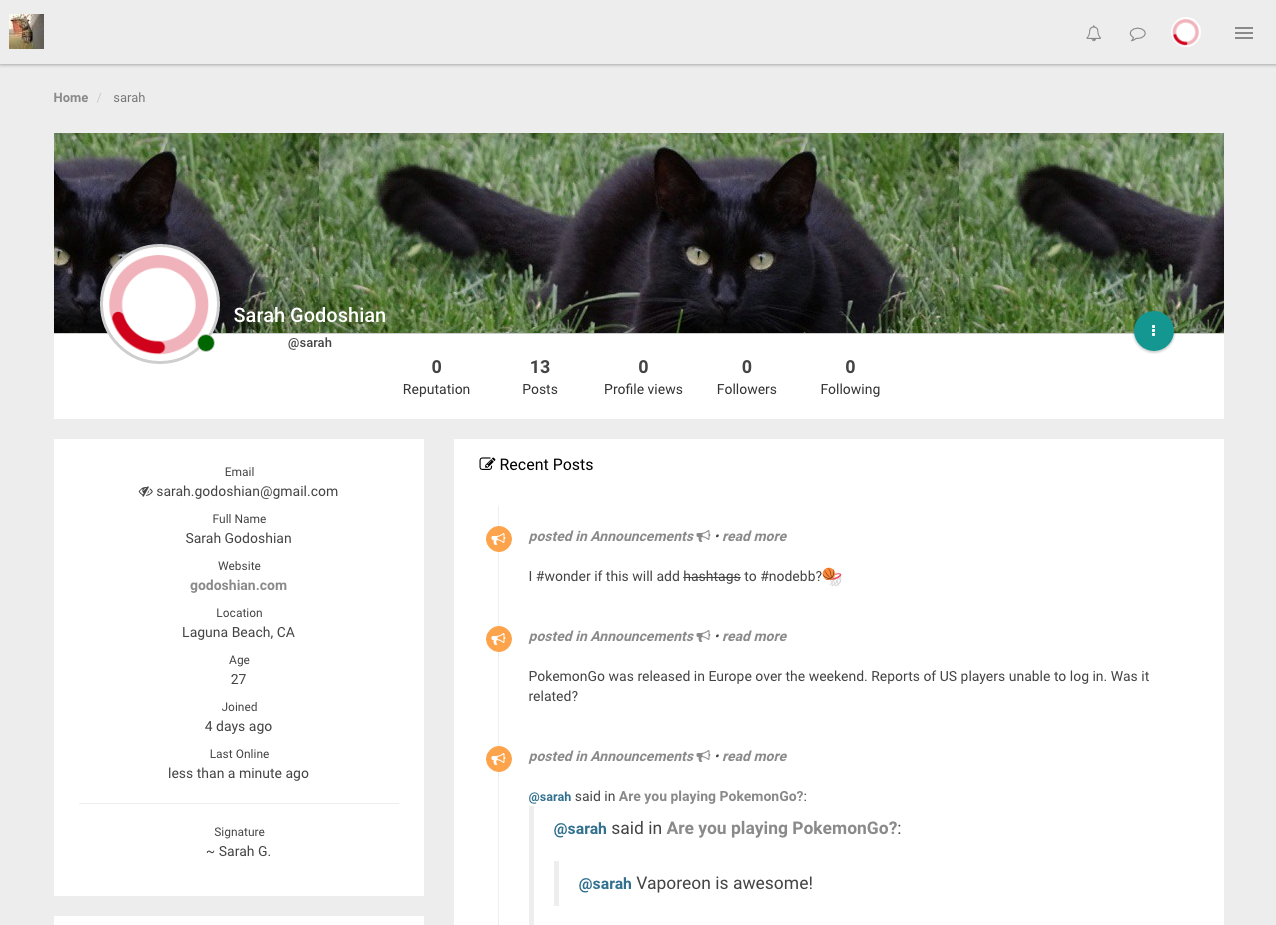 Home / sarah
Sarah Godoshian
@sarah
0 13 0 0 0
Reputation Posts Profile views Followers Following
Email
sarah.godoshian@gmail.com
Full Name
Sarah Godoshian
Website
godoshian.com
Location
Laguna Beach, CA
Age
27
Joined
4 days ago
Last Online
less than a minute ago
Signature
~ Sarah G.
Recent Posts
posted in Announcements • read more
I #wonder if this will add hashtags to #nodebb?
posted in Announcements • read more
PokemonGo was released in Europe over the weekend. Reports of US players unable to log in. Was it
related?
posted in Announcements • read more
@sarah said in Are you playing PokemonGo?:
@sarah said in Are you playing PokemonGo?:
@sarah Vaporeon is awesome!